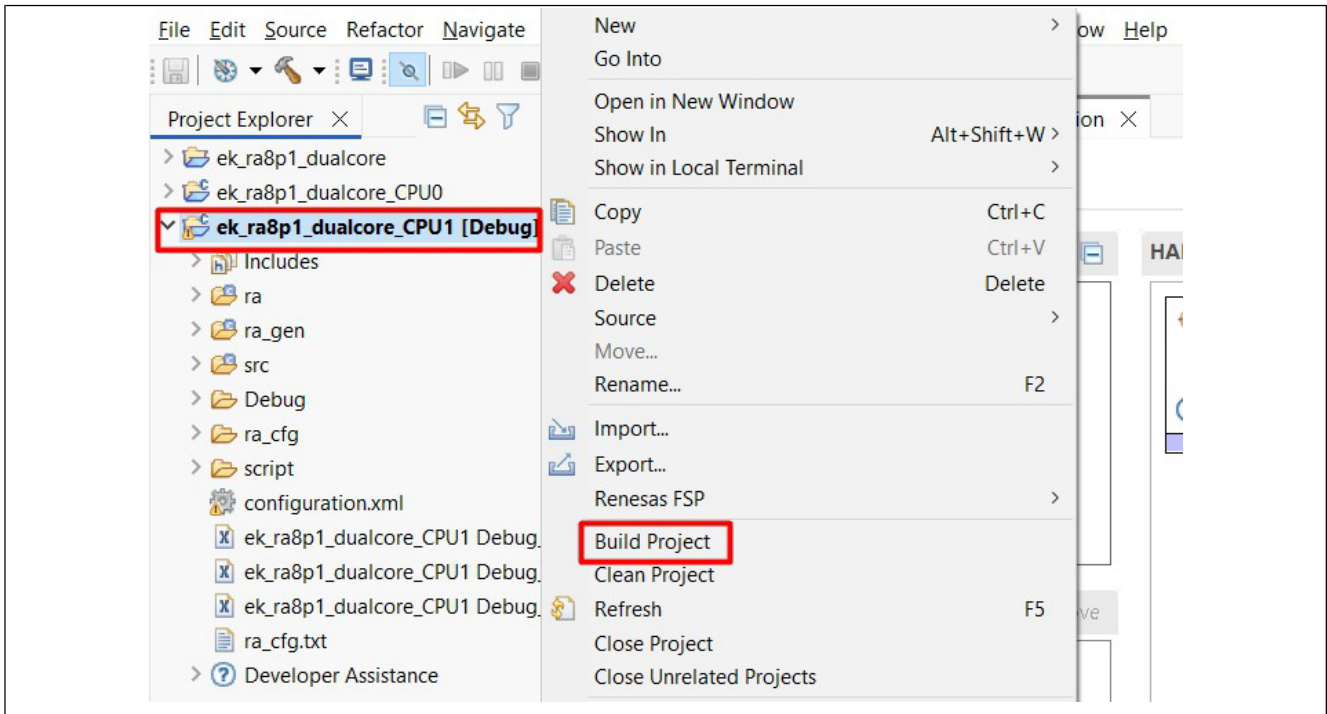 File Edit Source Refactor Navigate
ow Help
Project Explorer
ek_ra8p1_dualcore
ek_ra8p1_dualcore_CPU0
ek_ra8p1_dualcore_CPU1 [Debug]
Includes
ra
ra_gen
src
Debug
ra_cfg
script
configuration.xml
ek_ra8p1_dualcore_CPU1 Debug_
ek_ra8p1_dualcore_CPU1 Debug_
ek_ra8p1_dualcore_CPU1 Debug_
ra_cfg.txt
Developer Assistance
New
Go Into
Open in New Window
Show In Alt+Shift+W >
Show in Local Terminal
Copy Ctrl+C
Paste Ctrl+V
Delete Delete
Source
Move...
Rename... F2
Import...
Export...
Renesas FSP
Build Project
Clean Project
Refresh F5
Close Project
Close Unrelated Projects
ion
HA
ve